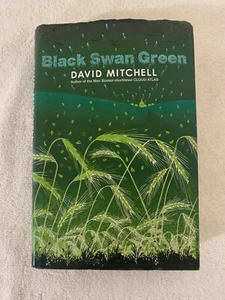 Black Swan Green
DAVID MITCHELL
Author of the Man Booker-shortlisted CLOUD ATLAS